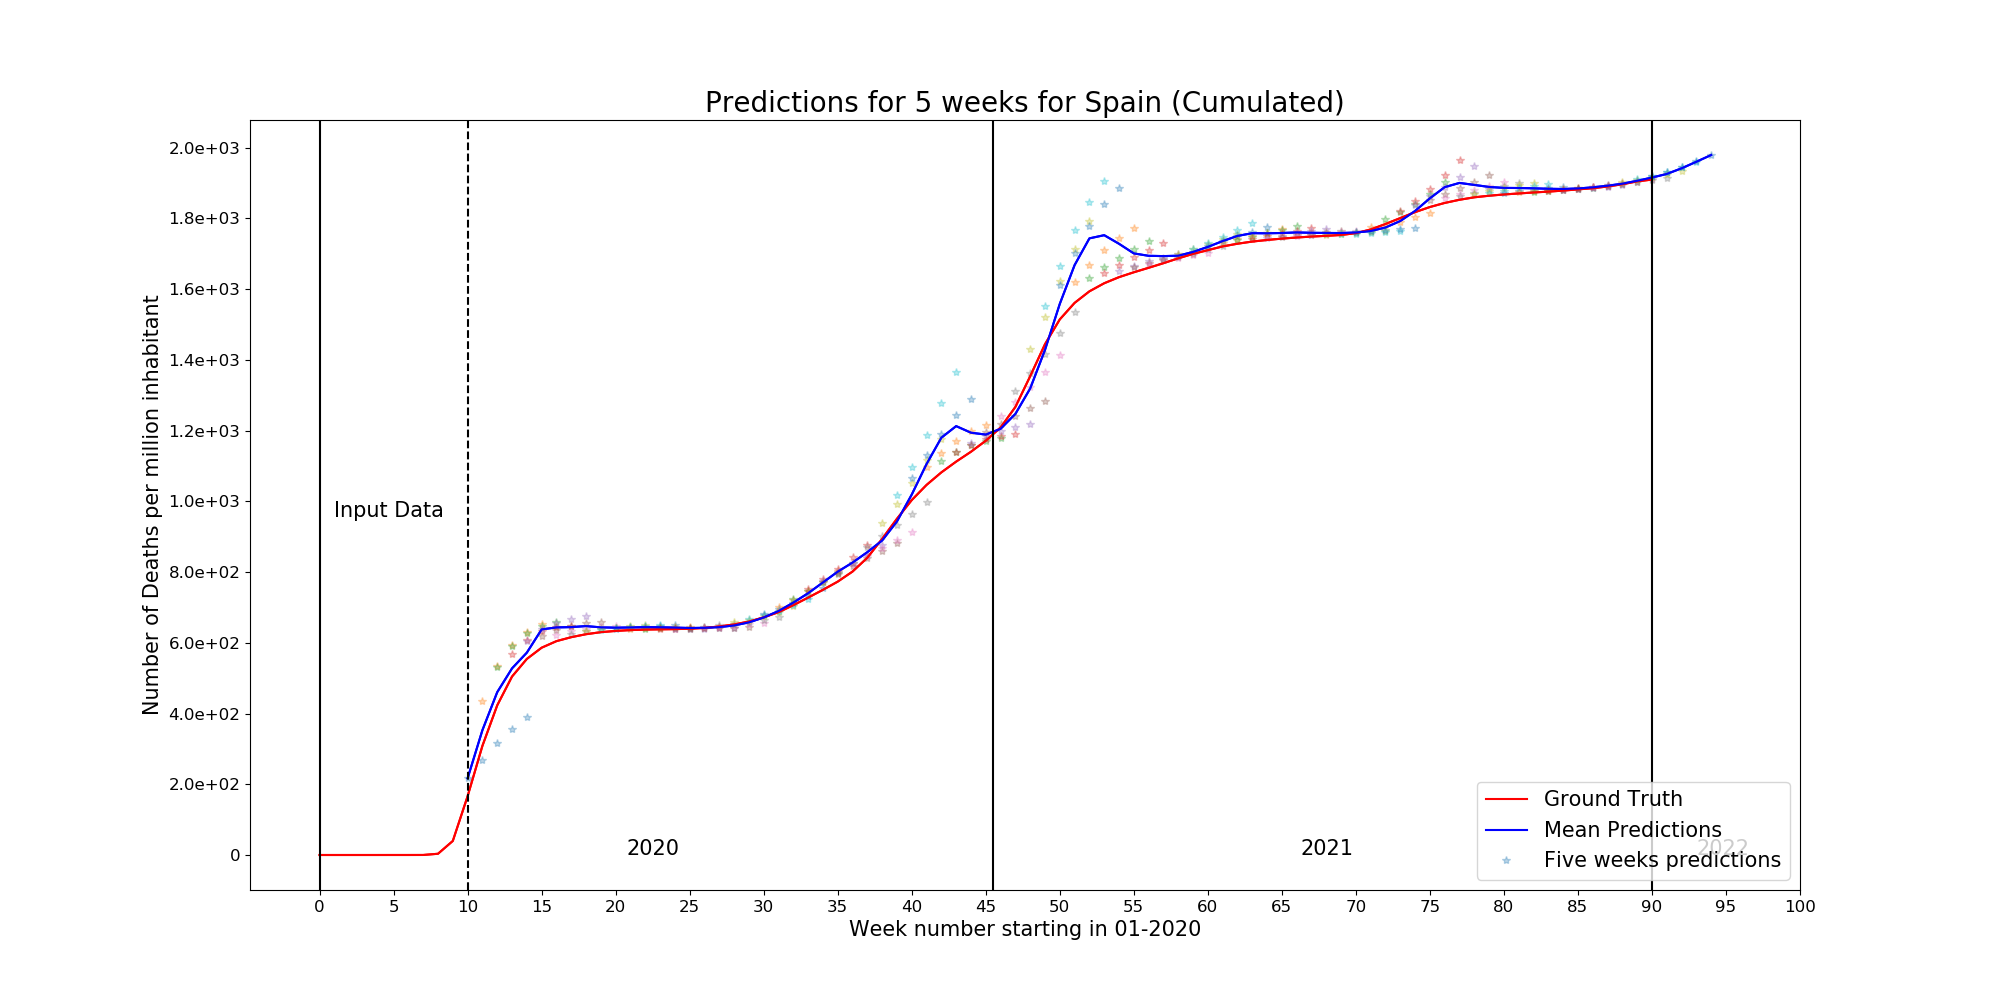 Predictions for 5 weeks for Spain (Cumulated)
Number of Deaths per million inhabitant
2.0e+03
1.8e+03
1.6e+03
1.4e+03
1.2e+03
1.0e+03
8.0e+02
6.0e+02
4.0e+02
2.0e+02
0
Input Data
2020
2021
2022
Ground Truth
Mean Predictions
Five weeks predictions
0 5 10 15 20 25 30 35 40 45 50 55 60 65 70 75 80 85 90 95 100
Week number starting in 01-2020